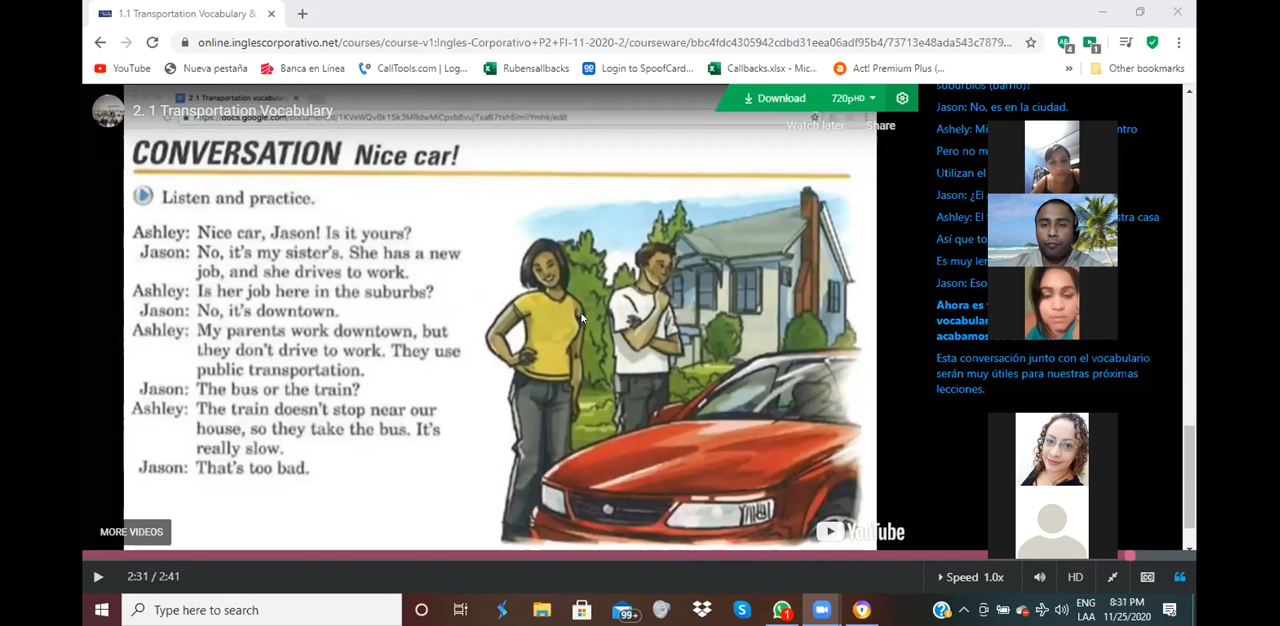 1.1 Transportation Vocabulary &
online.inglescorporativo.net/courses/course-v1:Ingles-Corporativo+P2+FI-11-2020-2/courseware/bbc4fdc4305942cdbd31eea06adf95b4/73713e48ada543c7879...
YouTube
Nueva pestaña
Banca en Línea
CallTools.com | Log...
Rubensallbacks
Login to SpoofCard...
Callbacks.xlsx - Mic...
Act! Premium Plus (...
»
Other bookmarks
2. 1 Transportation Vocabulary
Download
720pHD
Watch later
Share
CONVERSATION Nice car!
Listen and practice.
Ashley: Nice car, Jason! Is it yours?
Jason: No, it's my sister's. She has a new
job, and she drives to work.
Ashley: Is her job here in the suburbs?
Jason: No, it's downtown.
Ashley: My parents work downtown, but
they don't drive to work. They use
public transportation.
Jason: The bus or the train?
Ashley: The train doesn't stop near our
house, so they take the bus. It's
really slow.
Jason: That's too bad.
MORE VIDEOS
YouTube
suburbios (barrio)?
Jason: No, es en la ciudad.
Ashely: Mi
Pero no m
Utilizan el
Jason: ¿El
Ashley: El
Así que to
Es muy len
Jason: Eso
Ahora es
vocabular
acabamos
Esta conversación junto con el vocabulario
serán muy útiles para nuestras próximas
lecciones.
2:31 / 2:41
Speed 1.0x
HD
Type here to search
99+
1
ENG
LAA
8:31 PM
11/25/2020